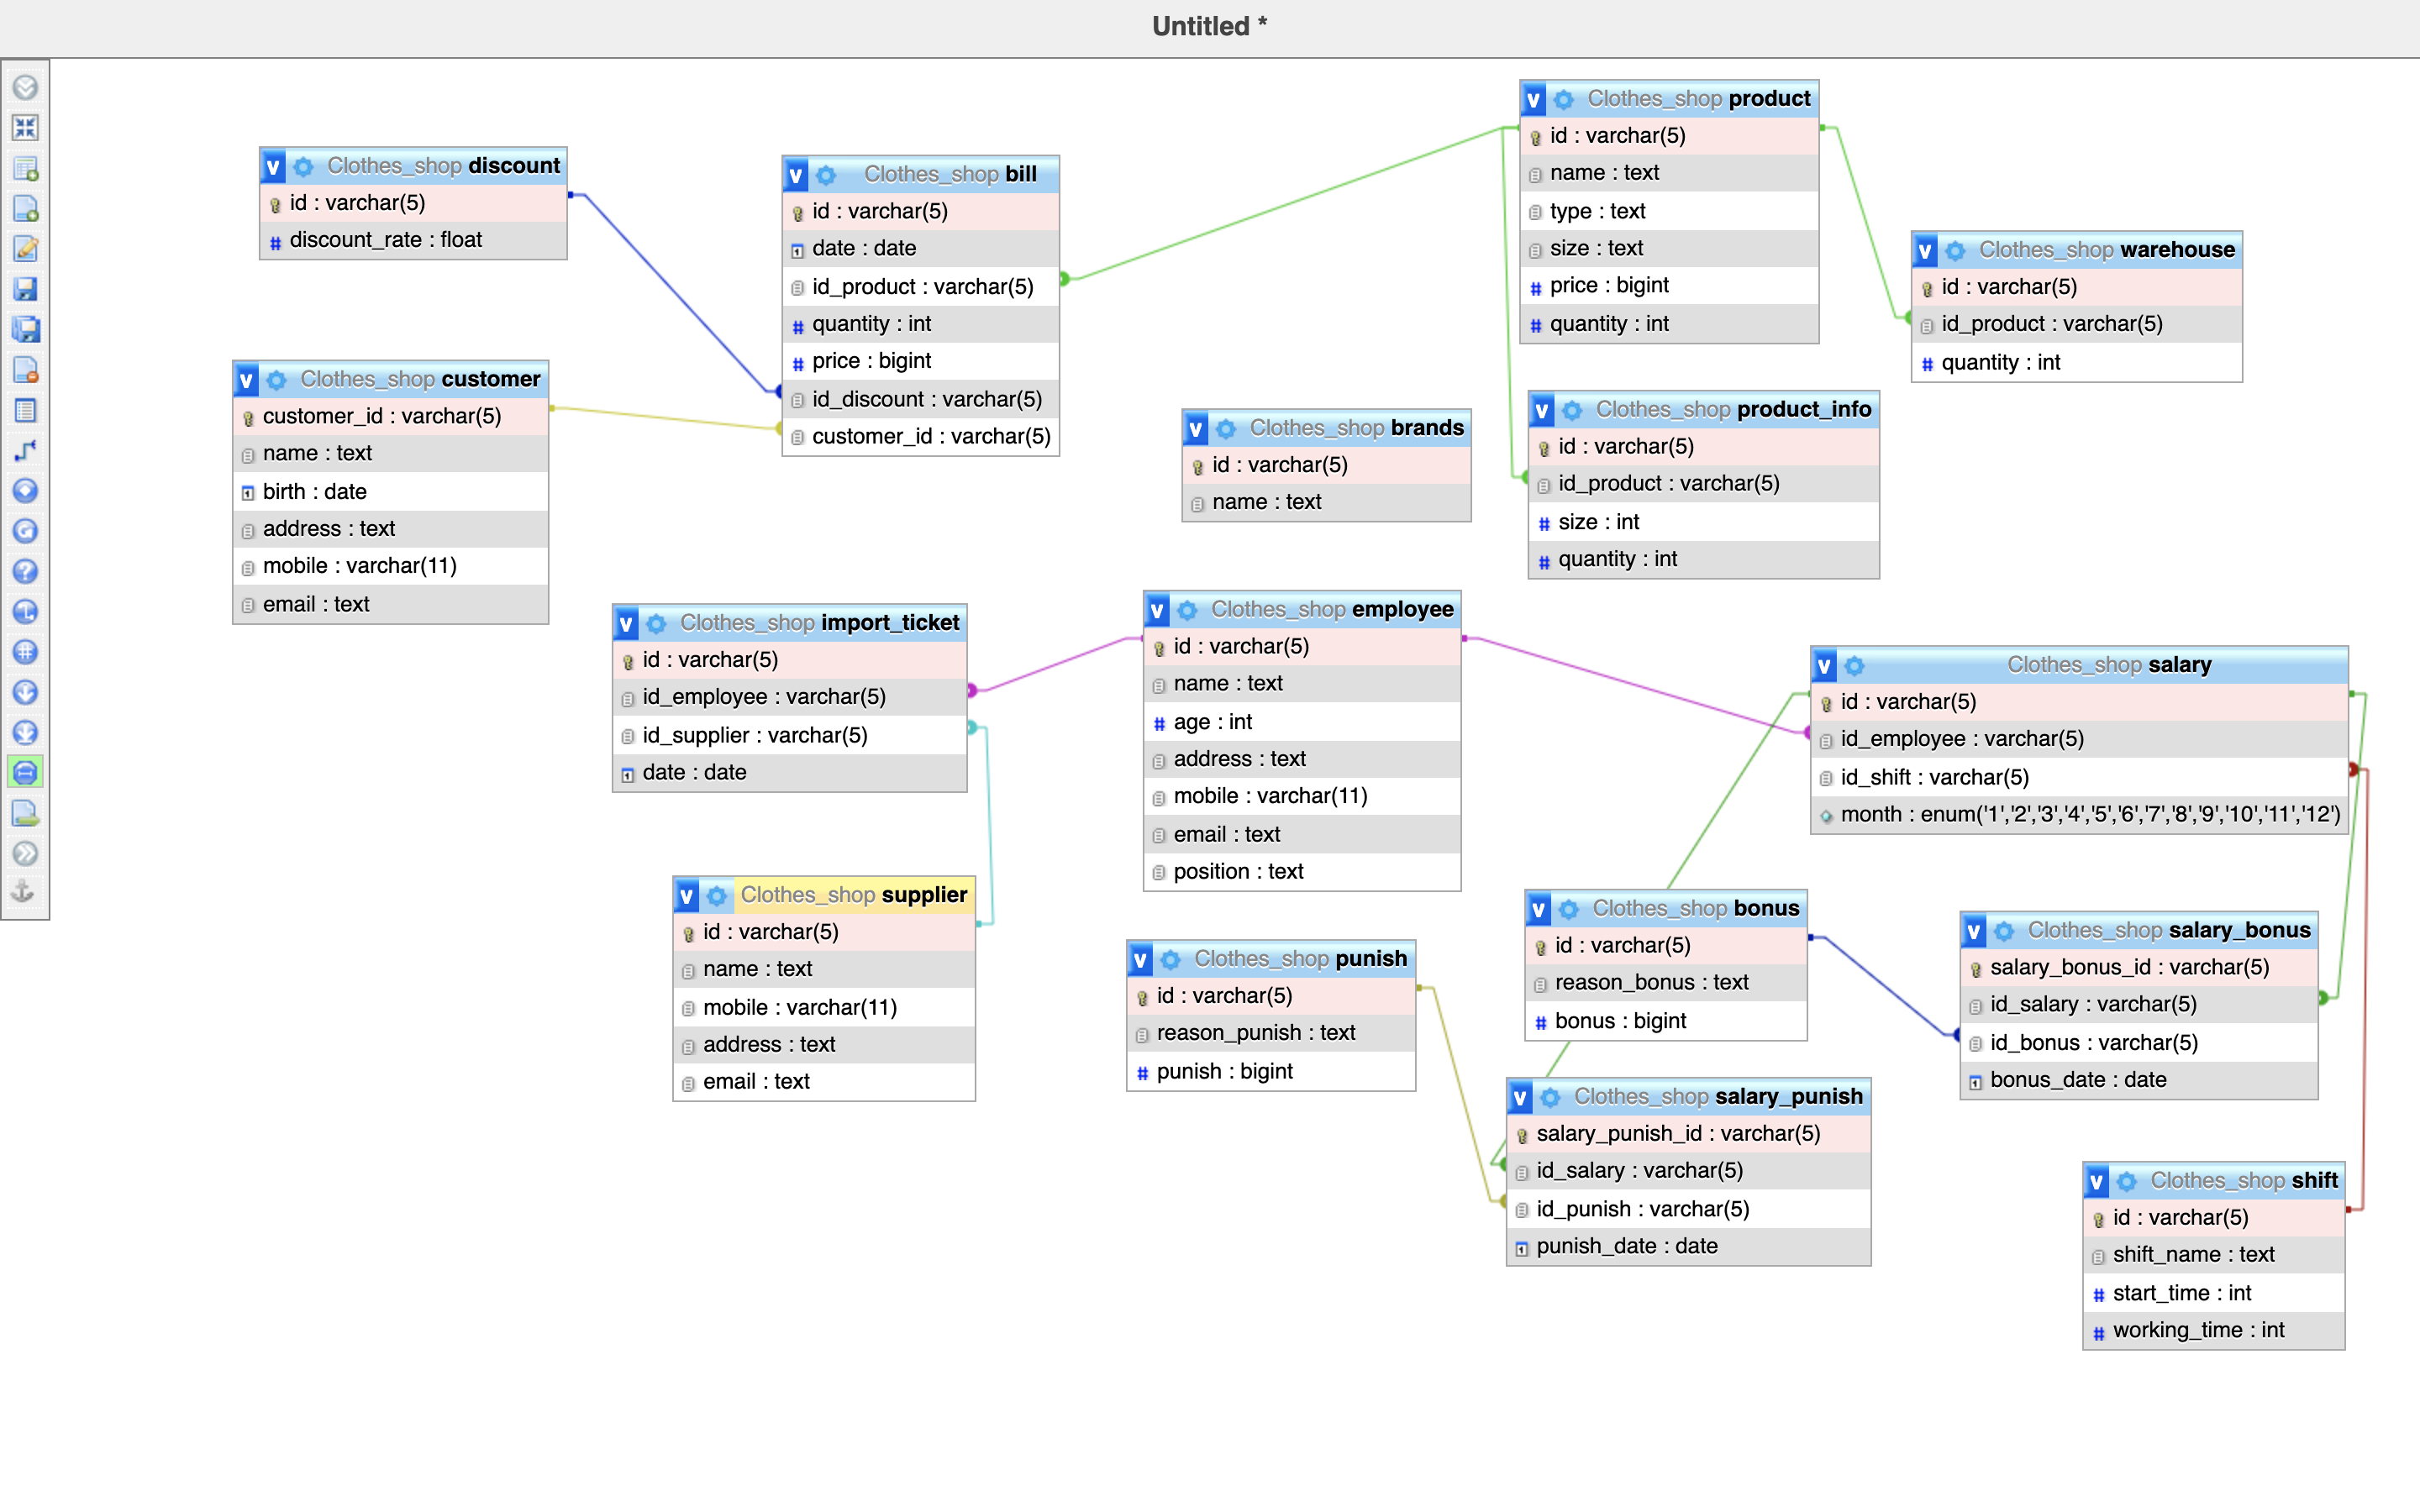 Untitled *
Clothes_shop discount
id : varchar(5)
discount_rate : float
Clothes_shop bill
id : varchar(5)
date : date
id_product : varchar(5)
quantity : int
price : bigint
id_discount : varchar(5)
customer_id : varchar(5)
Clothes_shop product
id : varchar(5)
name : text
type : text
size : text
price : bigint
quantity : int
Clothes_shop warehouse
id : varchar(5)
id_product : varchar(5)
quantity : int
Clothes_shop customer
customer_id : varchar(5)
name : text
birth : date
address : text
mobile : varchar(11)
email : text
Clothes_shop brands
id : varchar(5)
name : text
Clothes_shop product_info
id : varchar(5)
id_product : varchar(5)
size : int
quantity : int
Clothes_shop import_ticket
id : varchar(5)
id_employee : varchar(5)
id_supplier : varchar(5)
date : date
Clothes_shop employee
id : varchar(5)
name : text
age : int
address : text
mobile : varchar(11)
email : text
position : text
Clothes_shop salary
id : varchar(5)
id_employee : varchar(5)
id_shift : varchar(5)
month : enum('1','2','3','4','5','6','7','8','9','10','11','12')
Clothes_shop supplier
id : varchar(5)
name : text
mobile : varchar(11)
address : text
email : text
Clothes_shop punish
id : varchar(5)
reason_punish : text
punish : bigint
Clothes_shop bonus
id : varchar(5)
reason_bonus : text
bonus : bigint
Clothes_shop salary_bonus
salary_bonus_id : varchar(5)
id_salary : varchar(5)
id_bonus : varchar(5)
bonus_date : date
Clothes_shop salary_punish
salary_punish_id : varchar(5)
id_salary : varchar(5)
id_punish : varchar(5)
punish_date : date
Clothes_shop shift
id : varchar(5)
shift_name : text
start_time : int
working_time : int